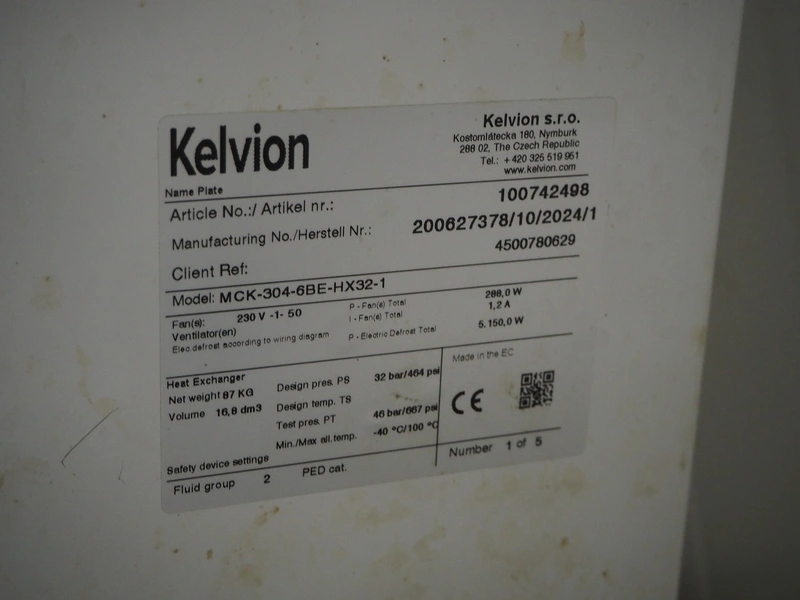 Kelvion
Kelvion s.r.o.
Kostomlátecka 180, Nymburk
288 02, The Czech Republic
Tel.: +420 325 519 951
www.kelvion.com
Name Plate
Article No.:/ Artikel nr.: 100742498
Manufacturing No./Herstell Nr.: 200627378/10/2024/1
Client Ref: 4500780629
Model: MCK-304-6BE-HX32-1
Fan(s): 230 V -1- 50 P - Fan(s) Total 288,0 W
Ventilator(en) I - Fan(s) Total 1,2 A
Elec.defrost according to wiring diagram P - Electric Defrost Total 5.150,0 W
Heat Exchanger
Net weight 87 KG Design pres. PS 32 bar/464 psi
Volume 16,8 dm3 Design temp. TS
Test pres. PT 46 bar/667 psi
Min./Max all.temp. -40 °C/100 °C
Made in the EC
CE
Safety device settings
Fluid group 2 PED cat.
Number 1 of 5